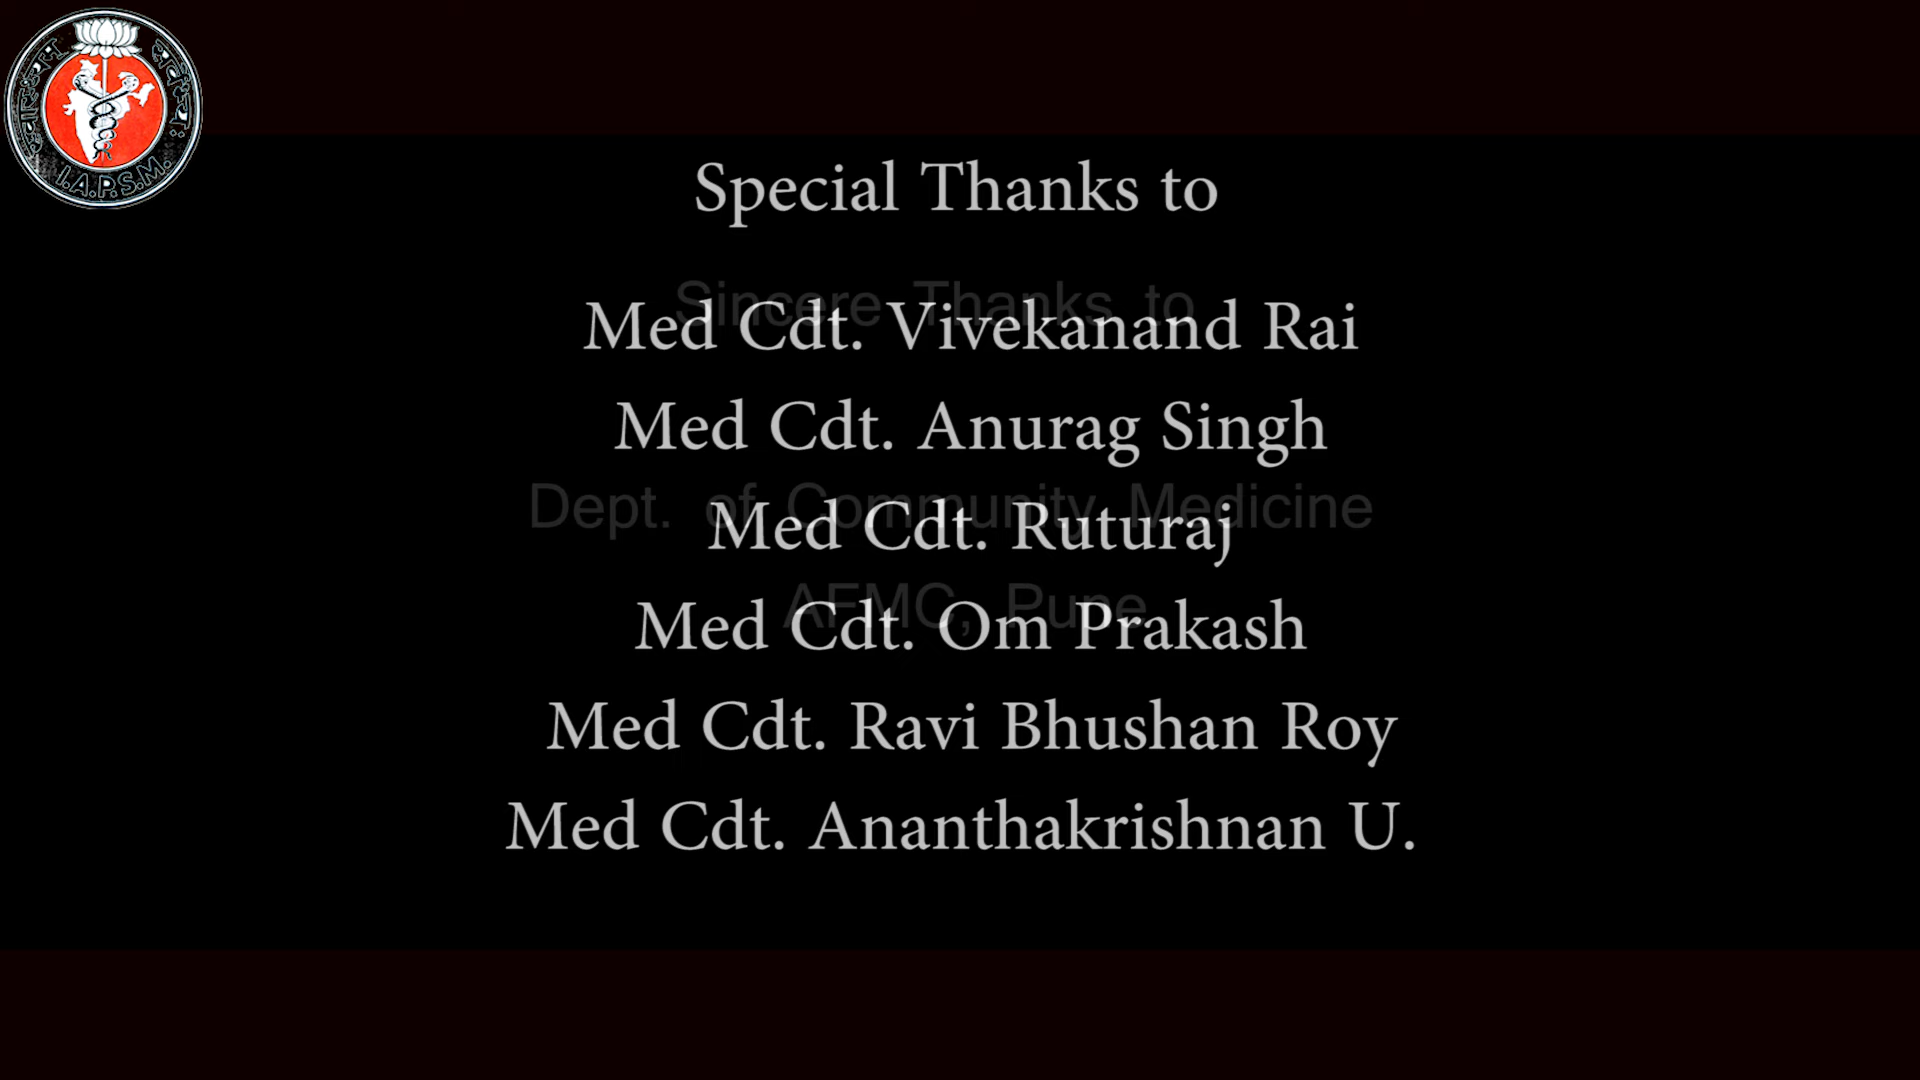 I.A.P.S.M.
Special Thanks to
Sincere Thanks to
Med Cdt. Vivekanand Rai
Med Cdt. Anurag Singh
Dept. of Community Medicine
Med Cdt. Ruturaj
AFMC, Pune
Med Cdt. Om Prakash
Med Cdt. Ravi Bhushan Roy
Med Cdt. Ananthakrishnan U.